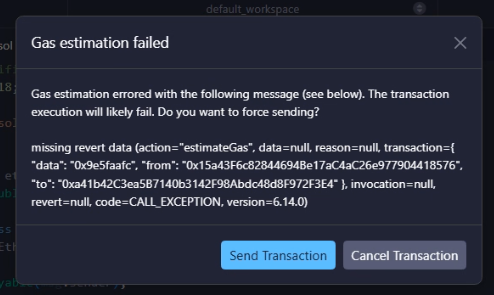 default_workspace
Gas estimation failed
sol
18;
Gas estimation errored with the following message (see below). The transaction
execution will likely fail. Do you want to force sending?
missing revert data (action="estimateGas", data=null, reason=null, transaction={
"data": "0x9e5faafc", "from": "0x15a43F6c82844694Be17aC4aC26e977904418576",
"to": "0xa41b42C3ea5B7140b3142F98Abdc48d8F972F3E4" }, invocation=null,
revert=null, code=CALL_EXCEPTION, version=6.14.0)
Send Transaction
Cancel Transaction